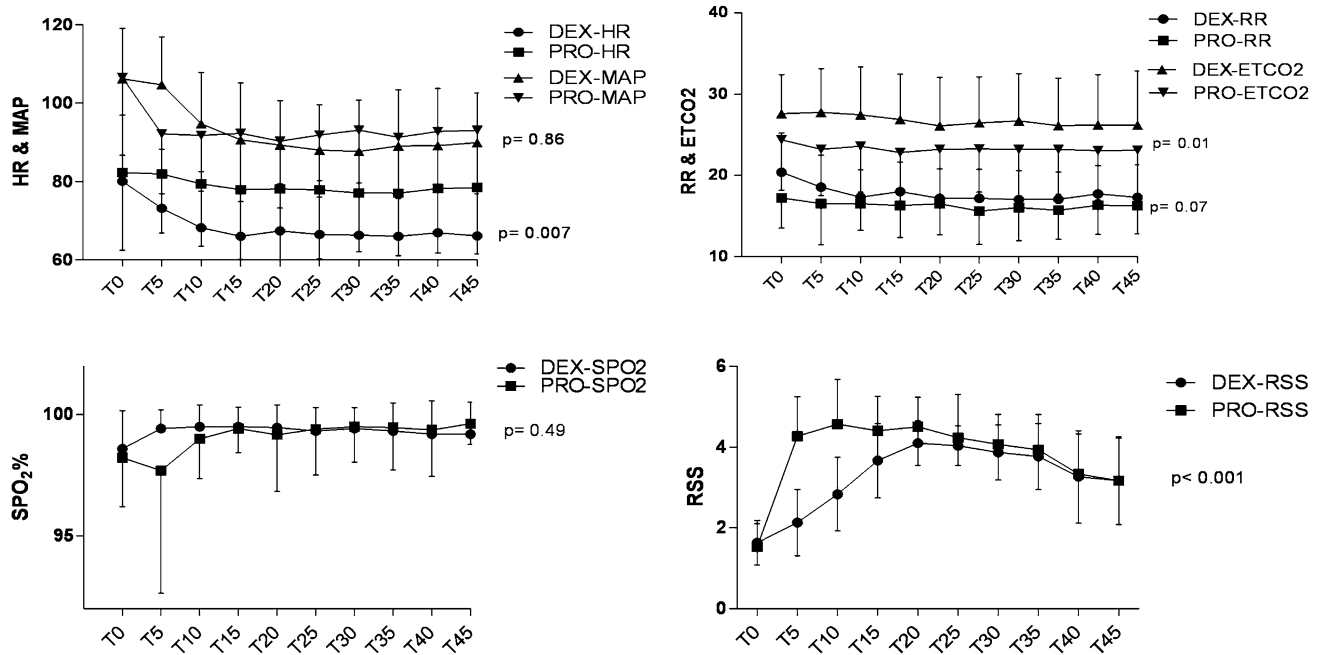 120
100
80
60
HR & MAP
DEX-HR
PRO-HR
DEX-MAP
PRO-MAP
p= 0.86
p= 0.007
T0 T5 T10 T15 T20 T25 T30 T35 T40 T45
40
30
20
10
RR & ETCO2
DEX-RR
PRO-RR
DEX-ETCO2
PRO-ETCO2
p= 0.01
p= 0.07
T0 T5 T10 T15 T20 T25 T30 T35 T40 T45
100
95
SPO₂%
DEX-SPO2
PRO-SPO2
p= 0.49
T0 T5 T10 T15 T20 T25 T30 T35 T40 T45
6
4
2
0
RSS
DEX-RSS
PRO-RSS
p< 0.001
T0 T5 T10 T15 T20 T25 T30 T35 T40 T45